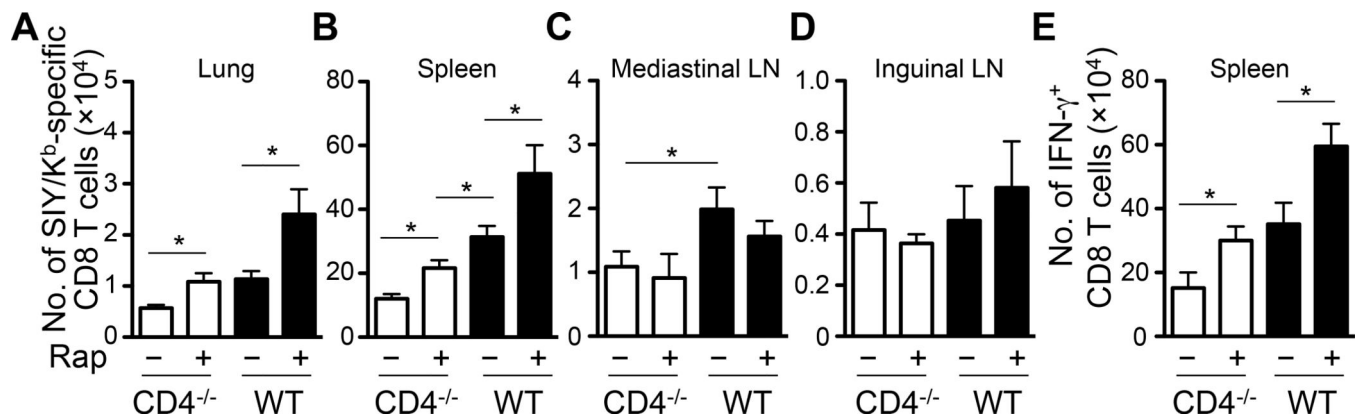 A B C D E
No. of SIY/Kᵇ-specific
CD8 T cells (×10⁴)
Lung
5
4
3
2
1
0
*
*
Spleen
80
60
40
20
0
*
*
*
Mediastinal LN
4
3
2
1
0
*
Inguinal LN
1.0
0.8
0.6
0.4
0.2
0
No. of IFN-γ⁺
CD8 T cells (×10⁴)
Spleen
80
60
40
20
0
*
*
Rap − + − + − + − + − + − + − + − + − + − +
CD4⁻/⁻ WT CD4⁻/⁻ WT CD4⁻/⁻ WT CD4⁻/⁻ WT CD4⁻/⁻ WT